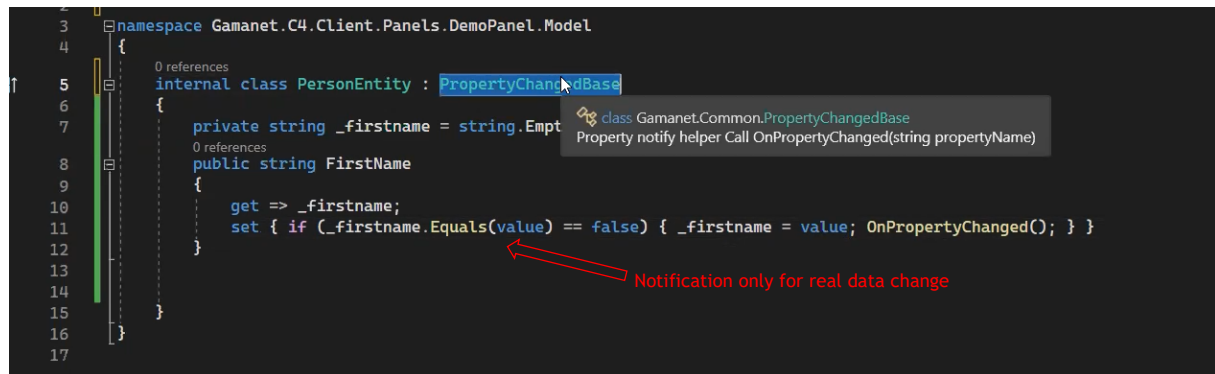 2
3 namespace Gamanet.C4.Client.Panels.DemoPanel.Model
4 {
0 references
5 internal class PersonEntity : PropertyChangedBase
6 {
class Gamanet.Common.PropertyChangedBase
7 private string _firstname = string.Empt
Property notify helper Call OnPropertyChanged(string propertyName)
0 references
8 public string FirstName
9 {
10 get => _firstname;
11 set { if (_firstname.Equals(value) == false) { _firstname = value; OnPropertyChanged(); } }
12 }
13
Notification only for real data change
14
15 }
16 }
17